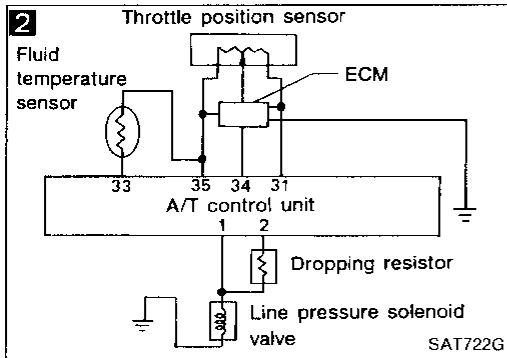 2
Throttle position sensor
Fluid
temperature
sensor
ECM
33 35 34 31
A/T control unit
1 2
Dropping resistor
Line pressure solenoid
valve
SAT722G